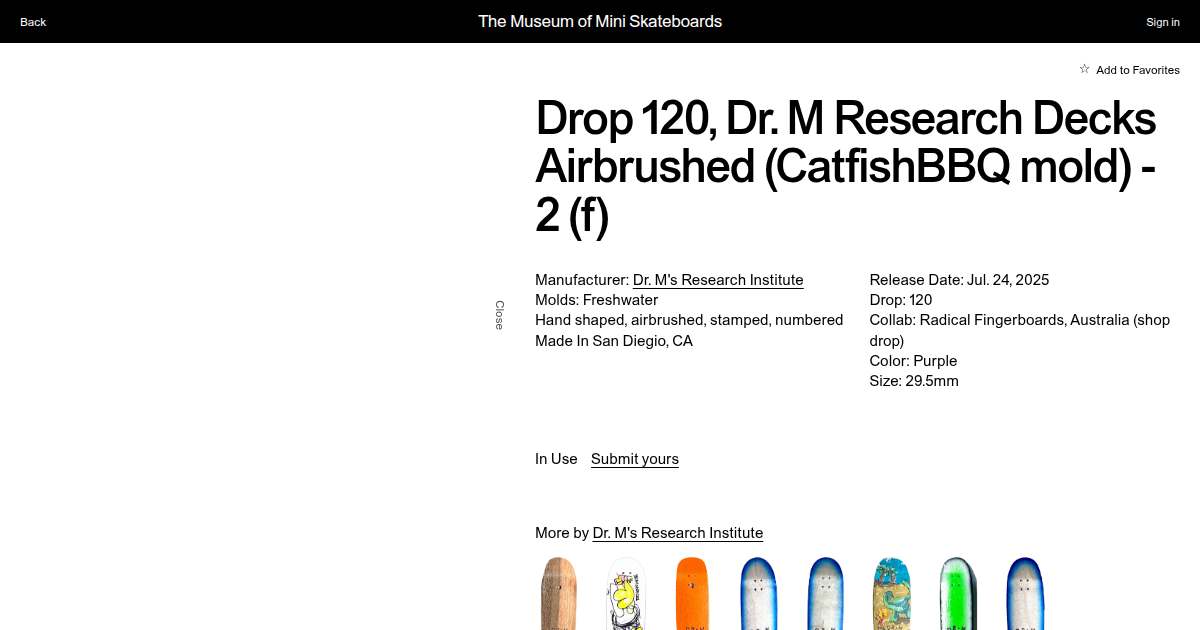 Back
The Museum of Mini Skateboards
Sign in
☆ Add to Favorites
Drop 120, Dr. M Research Decks
Airbrushed (CatfishBBQ mold) -
2 (f)
Manufacturer: Dr. M's Research Institute
Molds: Freshwater
Hand shaped, airbrushed, stamped, numbered
Made In San Diegio, CA
Release Date: Jul. 24, 2025
Drop: 120
Collab: Radical Fingerboards, Australia (shop
drop)
Color: Purple
Size: 29.5mm
Close
In Use Submit yours
More by Dr. M's Research Institute